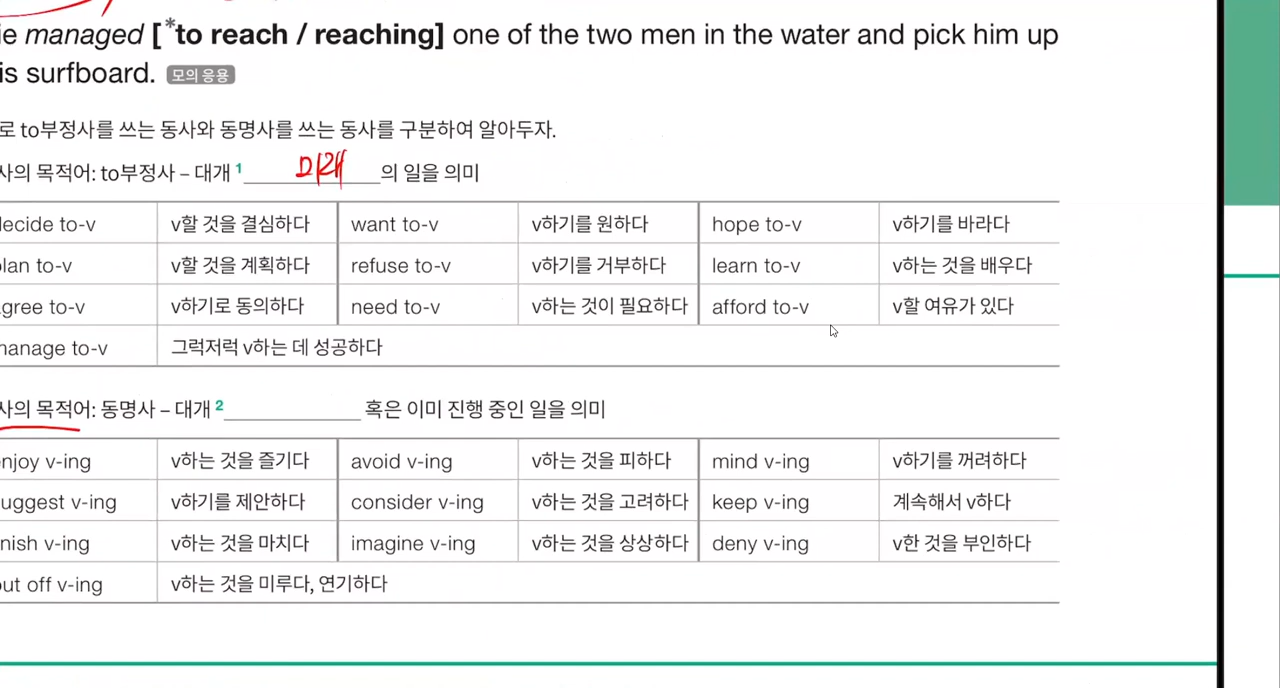 ie managed [*to reach / reaching] one of the two men in the water and pick him up
is surfboard. 모의 응용
로 to부정사를 쓰는 동사와 동명사를 쓰는 동사를 구분하여 알아두자.
사의 목적어: to부정사 – 대개 1 미래 의 일을 의미
decide to-v v할 것을 결심하다 want to-v v하기를 원하다 hope to-v v하기를 바라다
plan to-v v할 것을 계획하다 refuse to-v v하기를 거부하다 learn to-v v하는 것을 배우다
gree to-v v하기로 동의하다 need to-v v하는 것이 필요하다 afford to-v v할 여유가 있다
manage to-v 그럭저럭 v하는 데 성공하다
사의 목적어: 동명사 – 대개 2 ____________ 혹은 이미 진행 중인 일을 의미
njoy v-ing v하는 것을 즐기다 avoid v-ing v하는 것을 피하다 mind v-ing v하기를 꺼려하다
uggest v-ing v하기를 제안하다 consider v-ing v하는 것을 고려하다 keep v-ing 계속해서 v하다
nish v-ing v하는 것을 마치다 imagine v-ing v하는 것을 상상하다 deny v-ing v한 것을 부인하다
out off v-ing v하는 것을 미루다, 연기하다